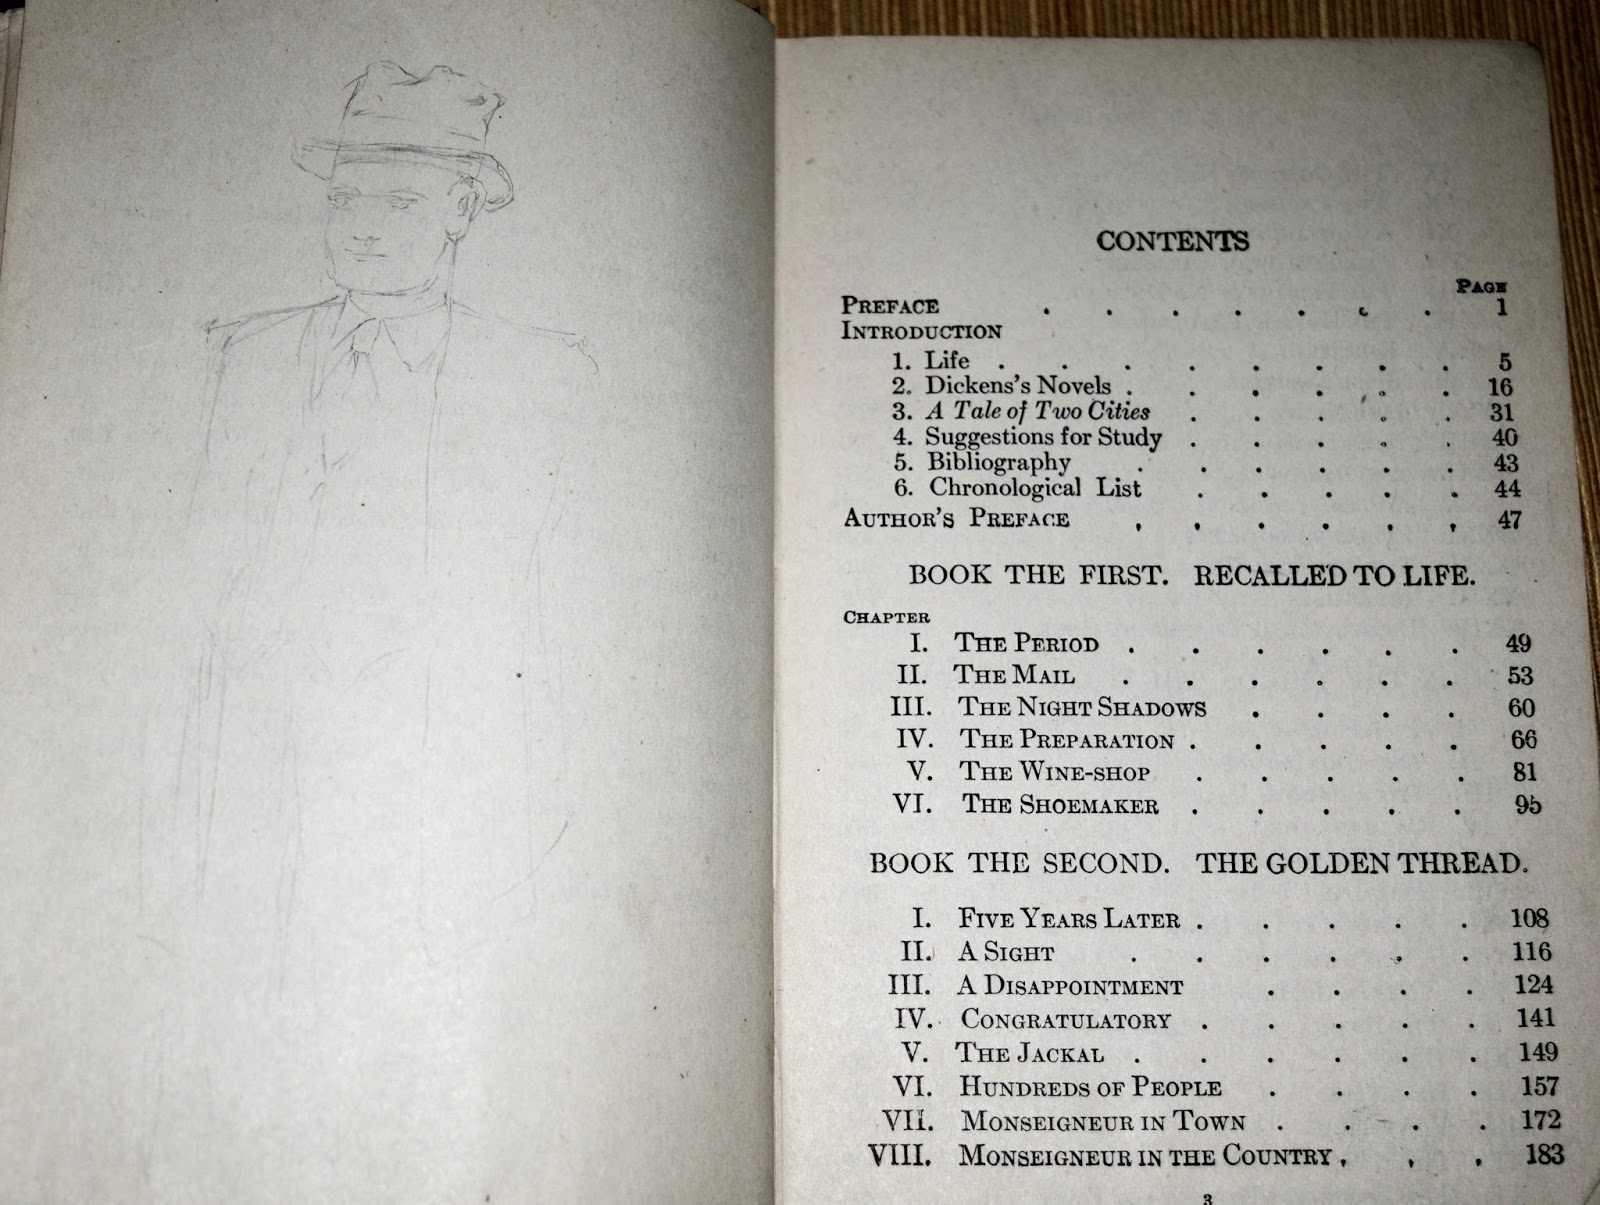 CONTENTS
PAGE
PREFACE . . . . . . . 1
INTRODUCTION
1. Life . . . . . . . . 5
2. Dickens's Novels . . . . . . 16
3. A Tale of Two Cities . . . . . 31
4. Suggestions for Study . . . . . 40
5. Bibliography . . . . . . 43
6. Chronological List . . . . . 44
AUTHOR'S PREFACE . . . . . . 47
BOOK THE FIRST. RECALLED TO LIFE.
CHAPTER
I. THE PERIOD . . . . . . 49
II. THE MAIL . . . . . . 53
III. THE NIGHT SHADOWS . . . . 60
IV. THE PREPARATION . . . . . 66
V. THE WINE-SHOP . . . . . 81
VI. THE SHOEMAKER . . . . . 95
BOOK THE SECOND. THE GOLDEN THREAD.
I. FIVE YEARS LATER . . . . . 108
II. A SIGHT . . . . . . 116
III. A DISAPPOINTMENT . . . . 124
IV. CONGRATULATORY . . . . . 141
V. THE JACKAL . . . . . . 149
VI. HUNDREDS OF PEOPLE . . . . 157
VII. MONSEIGNEUR IN TOWN . . . . 172
VIII. MONSEIGNEUR IN THE COUNTRY . . . 183
3